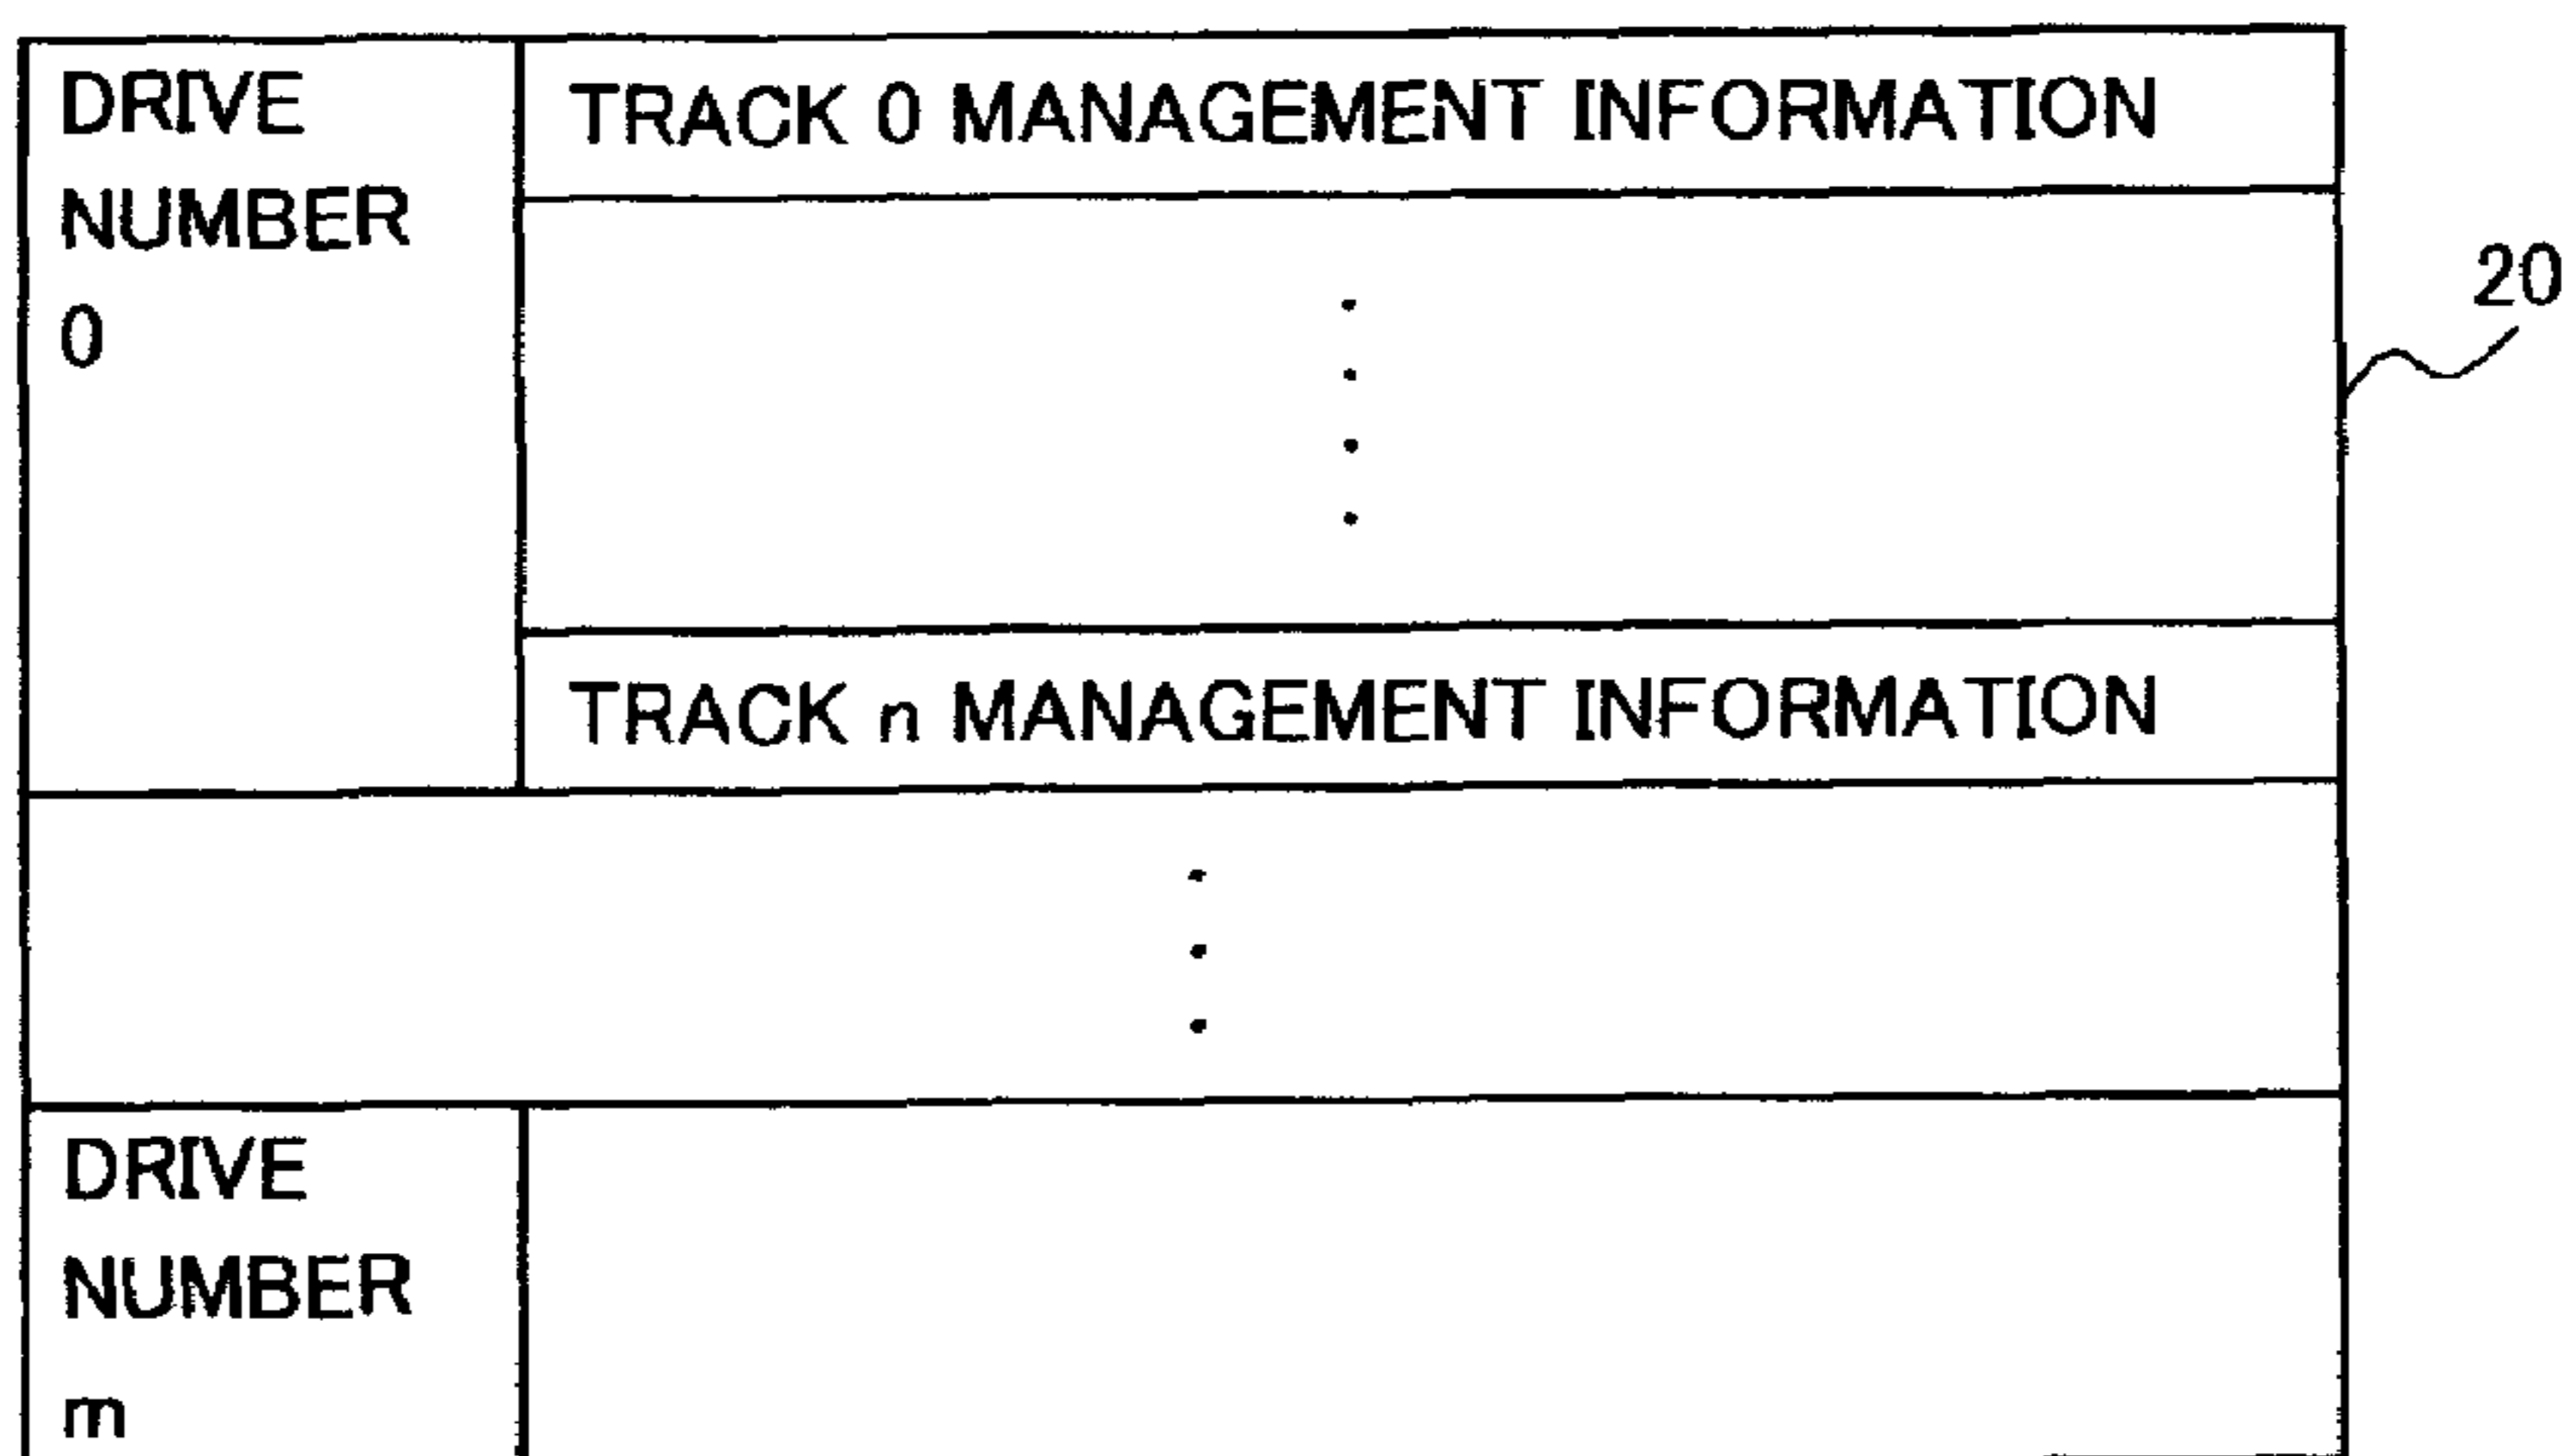 DRIVE
NUMBER
0
TRACK 0 MANAGEMENT INFORMATION
20
TRACK n MANAGEMENT INFORMATION
DRIVE
NUMBER
m